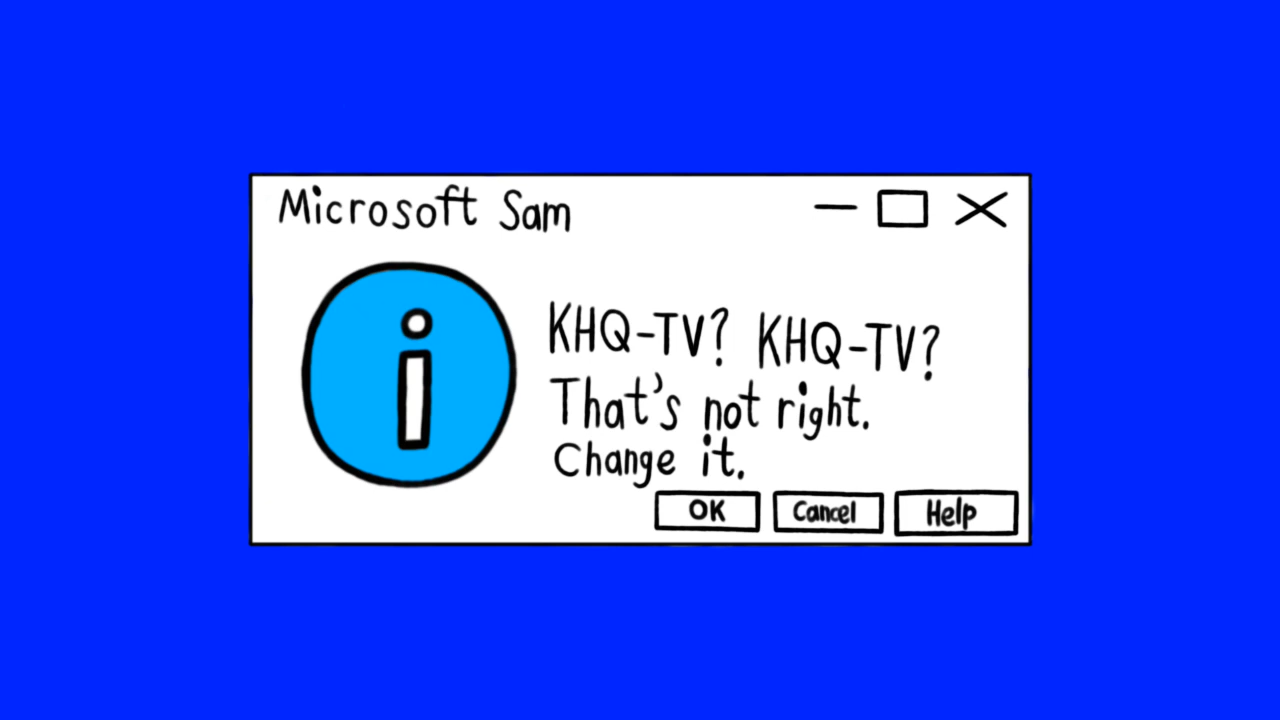 Microsoft Sam
i
KHQ-TV? KHQ-TV?
That's not right.
Change it.
OK Cancel Help